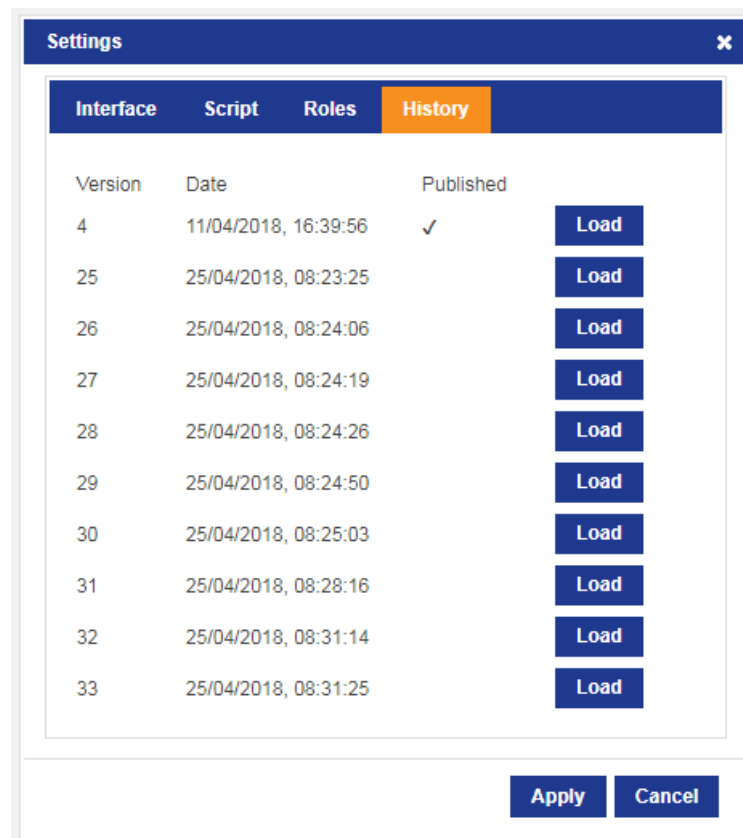 Settings ×
Interface Script Roles History
Version Date Published
4 11/04/2018, 16:39:56 ✓ Load
25 25/04/2018, 08:23:25 Load
26 25/04/2018, 08:24:06 Load
27 25/04/2018, 08:24:19 Load
28 25/04/2018, 08:24:26 Load
29 25/04/2018, 08:24:50 Load
30 25/04/2018, 08:25:03 Load
31 25/04/2018, 08:28:16 Load
32 25/04/2018, 08:31:14 Load
33 25/04/2018, 08:31:25 Load
Apply Cancel